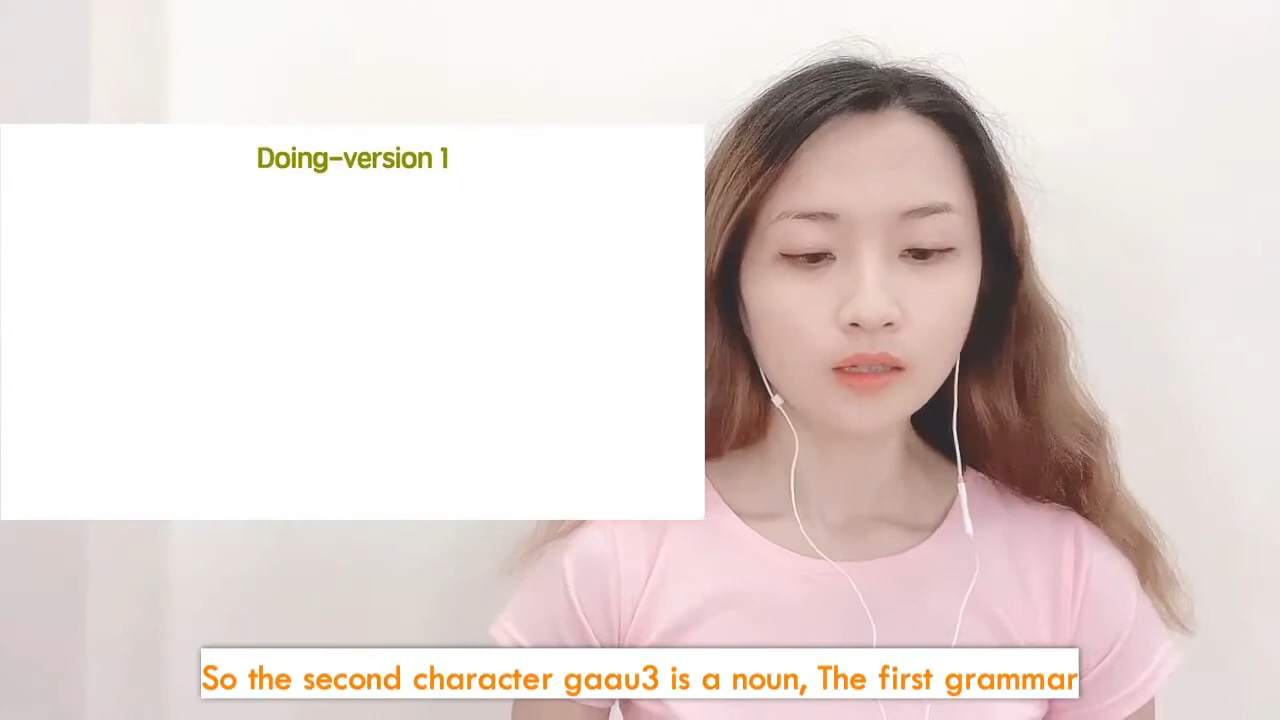 Doing-version 1
So the second character gaau3 is a noun, The first grammar